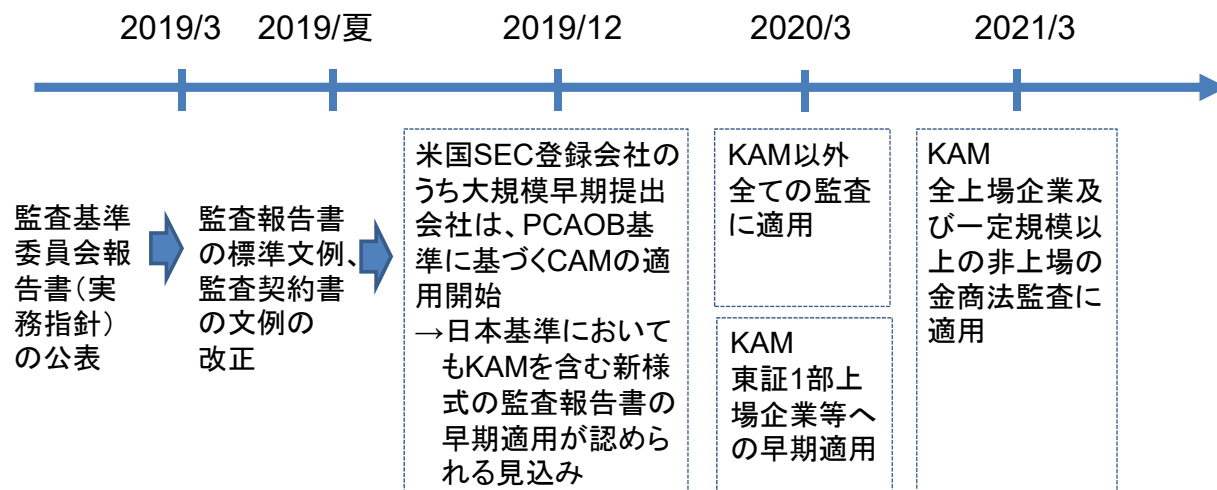 2019/3
2019/夏
2019/12
2020/3
2021/3
監査基準
委員会報
告書（実
務指針）
の公表
監査報告書
の標準文例、
監査契約書
の文例の
改正
米国SEC登録会社の
うち大規模早期提出
会社は、PCAOB基
準に基づくCAMの適
用開始
→日本基準において
もKAMを含む新様
式の監査報告書の
早期適用が認めら
れる見込み
KAM以外
全ての監査
に適用
KAM
東証1部上
場企業等へ
の早期適用
KAM
全上場企業及
び一定規模以
上の非上場の
金商法監査に
適用